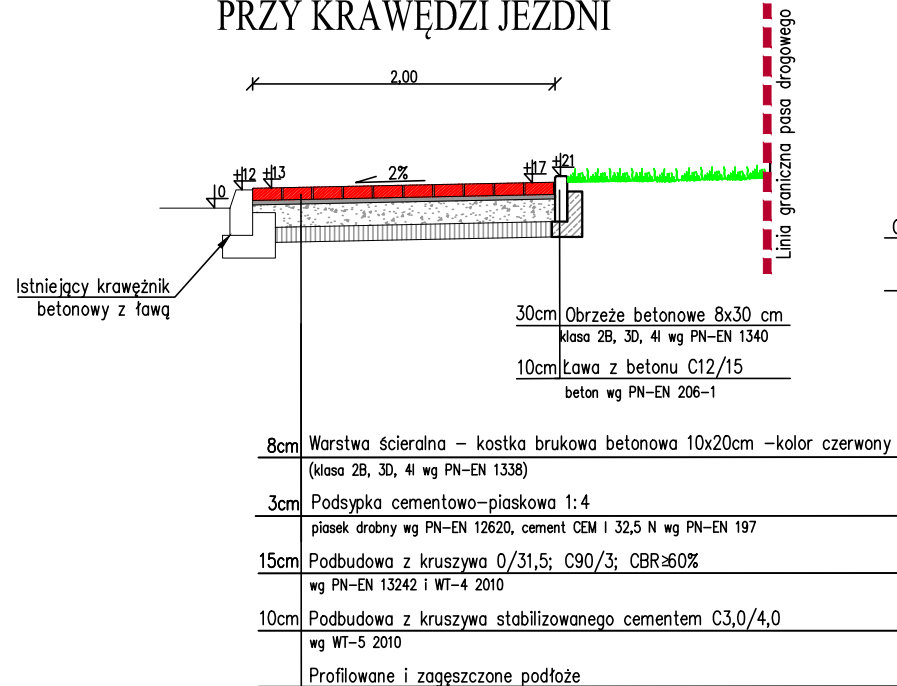 PRZY KRAWĘDZI JEZDNI
2,00
Linia graniczna pasa drogowego
0
+12
+13
2%
+17
+21
Istniejący krawężnik
betonowy z ławą
30cm Obrzeże betonowe 8x30 cm
klasa 2B, 3D, 4I wg PN-EN 1340
10cm Ława z betonu C12/15
beton wg PN-EN 206-1
8cm Warstwa ścieralna – kostka brukowa betonowa 10x20cm –kolor czerwony
(klasa 2B, 3D, 4I wg PN-EN 1338)
3cm Podsypka cementowo-piaskowa 1:4
piasek drobny wg PN-EN 12620, cement CEM I 32,5 N wg PN-EN 197
15cm Podbudowa z kruszywa 0/31,5; C90/3; CBR≥60%
wg PN-EN 13242 i WT-4 2010
10cm Podbudowa z kruszywa stabilizowanego cementem C3,0/4,0
wg WT-5 2010
Profilowane i zagęszczone podłoże